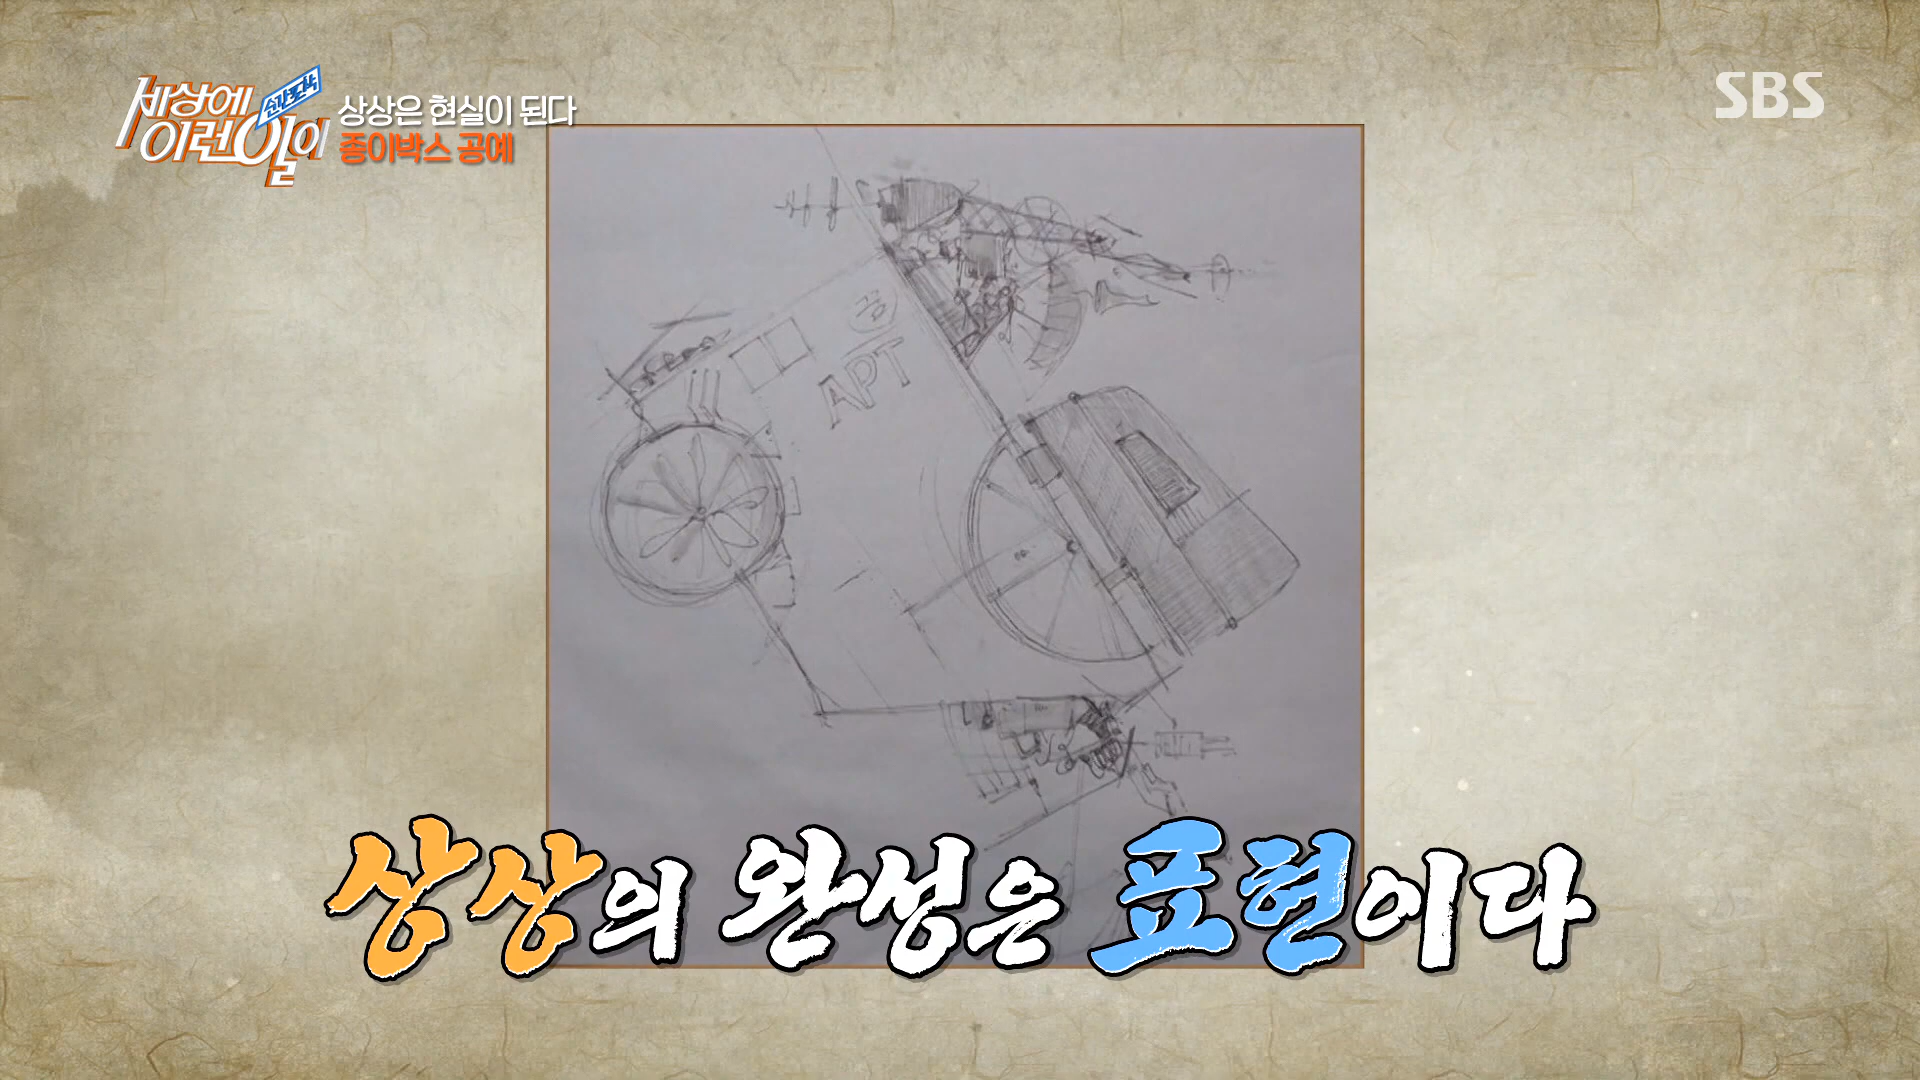 세상에
이런일이
순간포착
상상은 현실이 된다
종이박스 공예
SBS
공
APT
상상의 완성은 표현이다